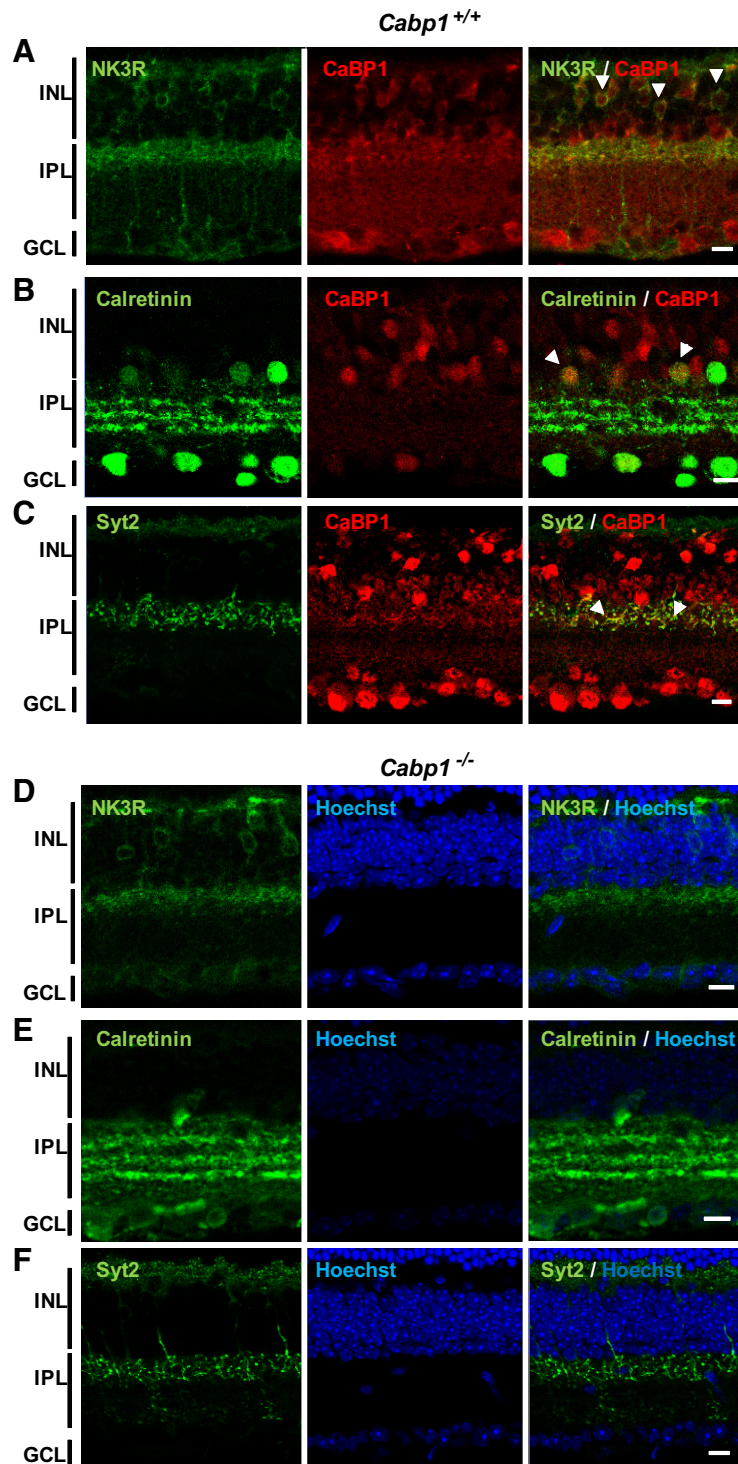 Cabp1 +/+
A
NK3R
CaBP1
NK3R / CaBP1
INL
IPL
GCL
B
Calretinin
CaBP1
Calretinin / CaBP1
INL
IPL
GCL
C
Syt2
CaBP1
Syt2 / CaBP1
INL
IPL
GCL
Cabp1 -/-
D
NK3R
Hoechst
NK3R / Hoechst
INL
IPL
GCL
E
Calretinin
Hoechst
Calretinin / Hoechst
INL
IPL
GCL
F
Syt2
Hoechst
Syt2 / Hoechst
INL
IPL
GCL